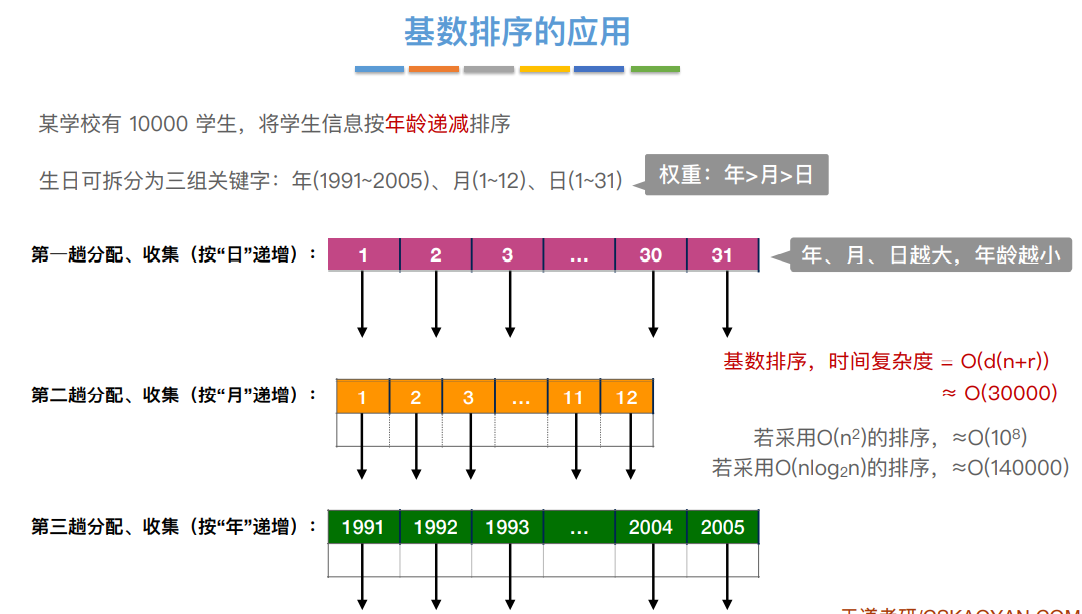 基数排序的应用
某学校有 10000 学生，将学生信息按年龄递减排序
生日可拆分为三组关键字：年(1991~2005)、月(1~12)、日(1~31)
权重：年>月>日
第一趟分配、收集（按“日”递增）：
1 2 3 ... 30 31
年、月、日越大，年龄越小
基数排序，时间复杂度 = O(d(n+r))
≈ O(30000)
第二趟分配、收集（按“月”递增）：
1 2 3 ... 11 12
若采用O(n²)的排序，≈O(10⁸)
若采用O(nlog₂n)的排序，≈O(140000)
第三趟分配、收集（按“年”递增）：
1991 1992 1993 ... 2004 2005